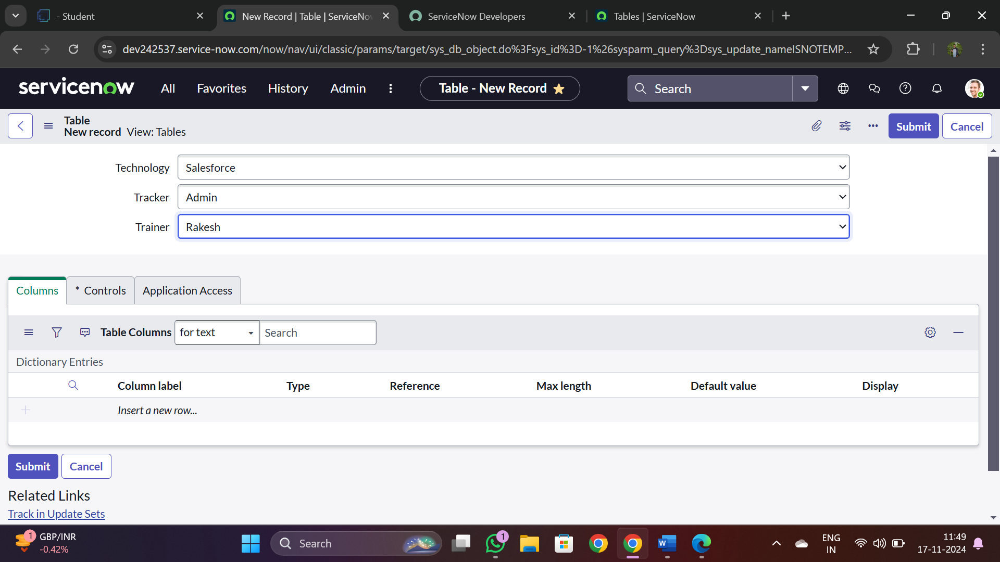 - Student
New Record | Table | ServiceNo
ServiceNow Developers
Tables | ServiceNow
dev242537.service-now.com/now/nav/ui/classic/params/target/sys_db_object.do%3Fsys_id%3D-1%26sysparm_query%3Dsys_update_nameISNOTEMP...
servicenow
All
Favorites
History
Admin
Table - New Record
Search
Table
New record View: Tables
Submit
Cancel
Technology
Salesforce
Tracker
Admin
Trainer
Rakesh
Columns
* Controls
Application Access
Table Columns
for text
Search
Dictionary Entries
Column label
Type
Reference
Max length
Default value
Display
Insert a new row...
Submit
Cancel
Related Links
Track in Update Sets
1
GBP/INR
-0.42%
Search
1
W
ENG
IN
11:49
17-11-2024